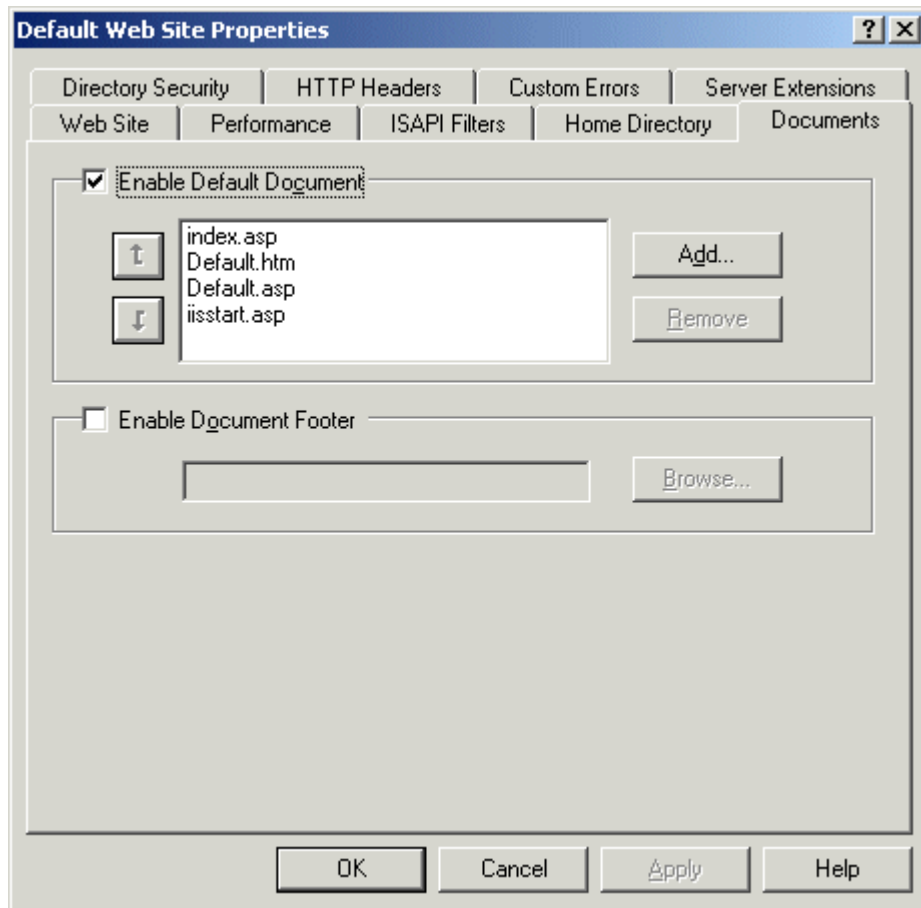 Default Web Site Properties
Directory Security HTTP Headers Custom Errors Server Extensions
Web Site Performance ISAPI Filters Home Directory Documents
Enable Default Document
index.asp
Default.htm
Default.asp
iisstart.asp
Add...
Remove
Enable Document Footer
Browse...
OK Cancel Apply Help